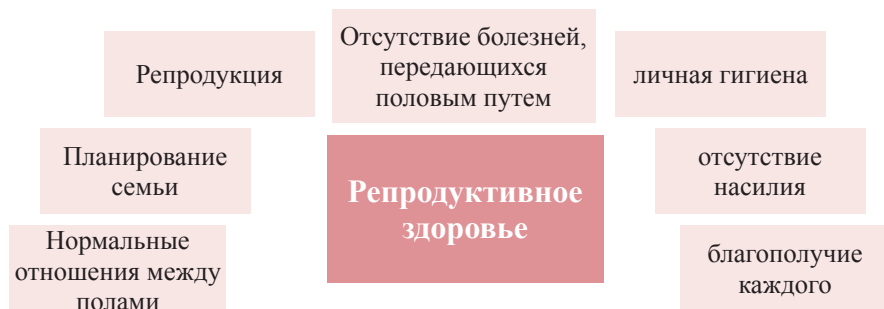 Отсутствие болезней,
передающихся
половым путем
Репродукция
личная гигиена
Планирование
семьи
Репродуктивное
здоровье
отсутствие
насилия
Нормальные
отношения между
полами
благополучие
каждого